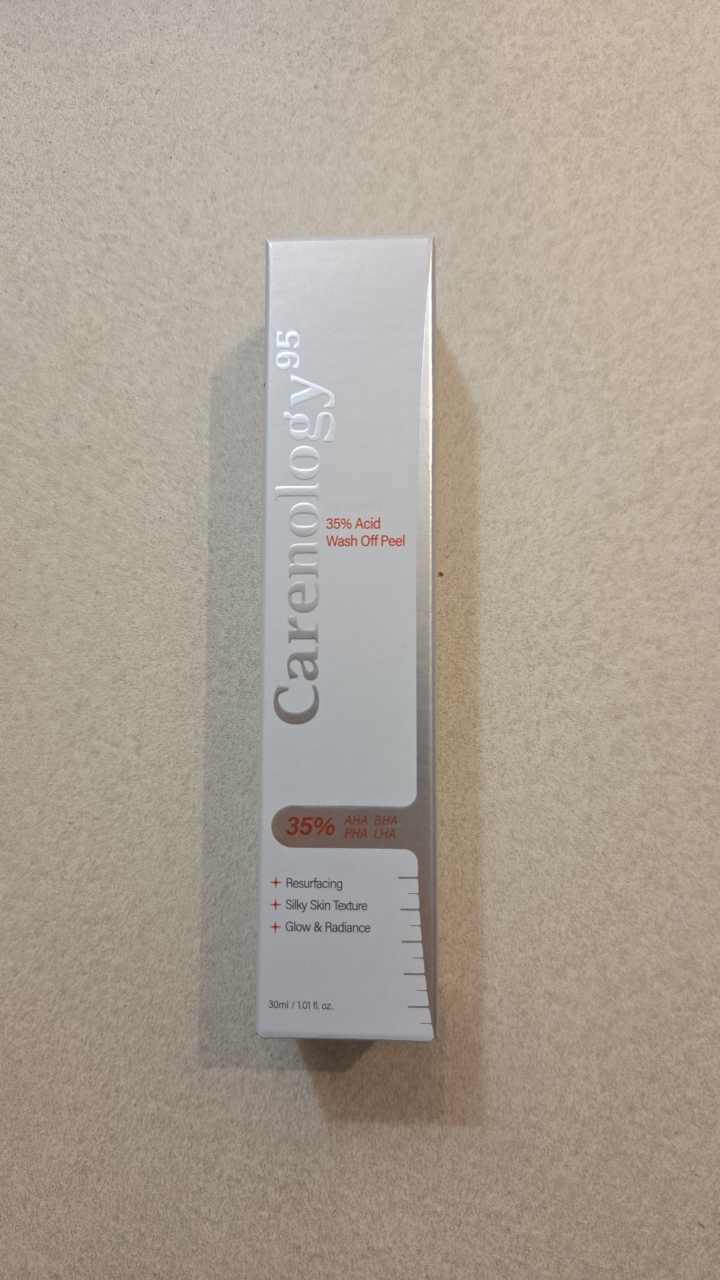 Carenology95
35% Acid
Wash Off Peel
35%
AHA BHA
PHA LHA
Resurfacing
Silky Skin Texture
Glow & Radiance
30ml / 1.01 fl. oz.